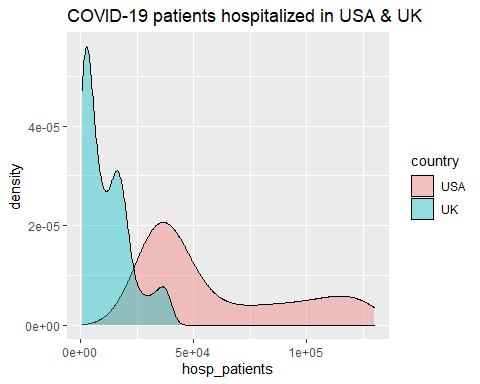 COVID-19 patients hospitalized in USA & UK
density
4e-05
2e-05
0e+00
0e+00
5e+04
1e+05
hosp_patients
country
USA
UK